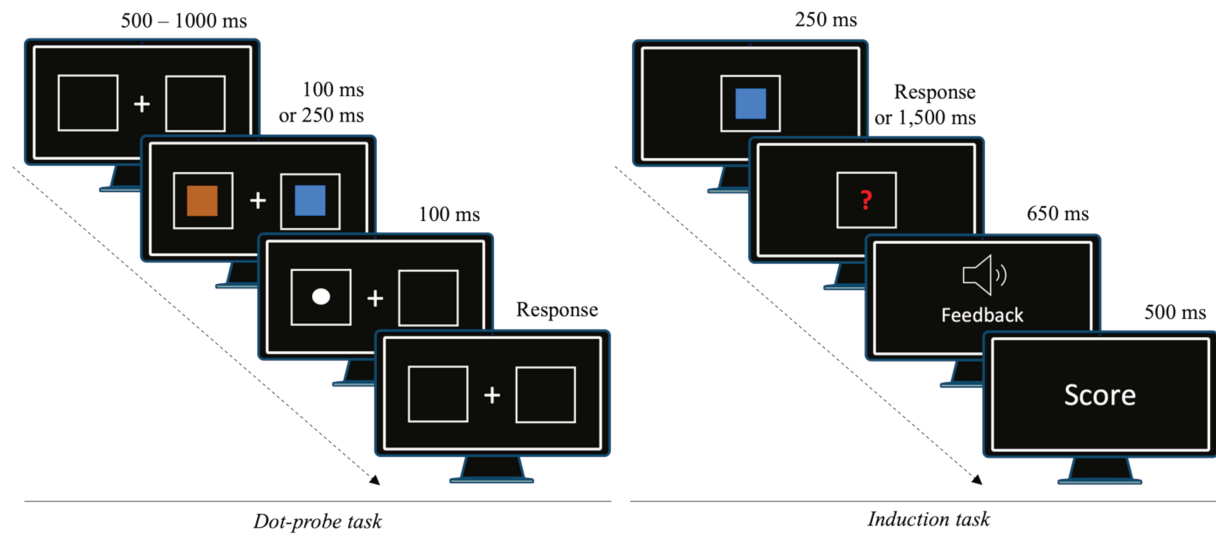 500 – 1000 ms
100 ms
or 250 ms
100 ms
Response
Dot-probe task
250 ms
Response
or 1,500 ms
?
650 ms
Feedback
500 ms
Score
Induction task